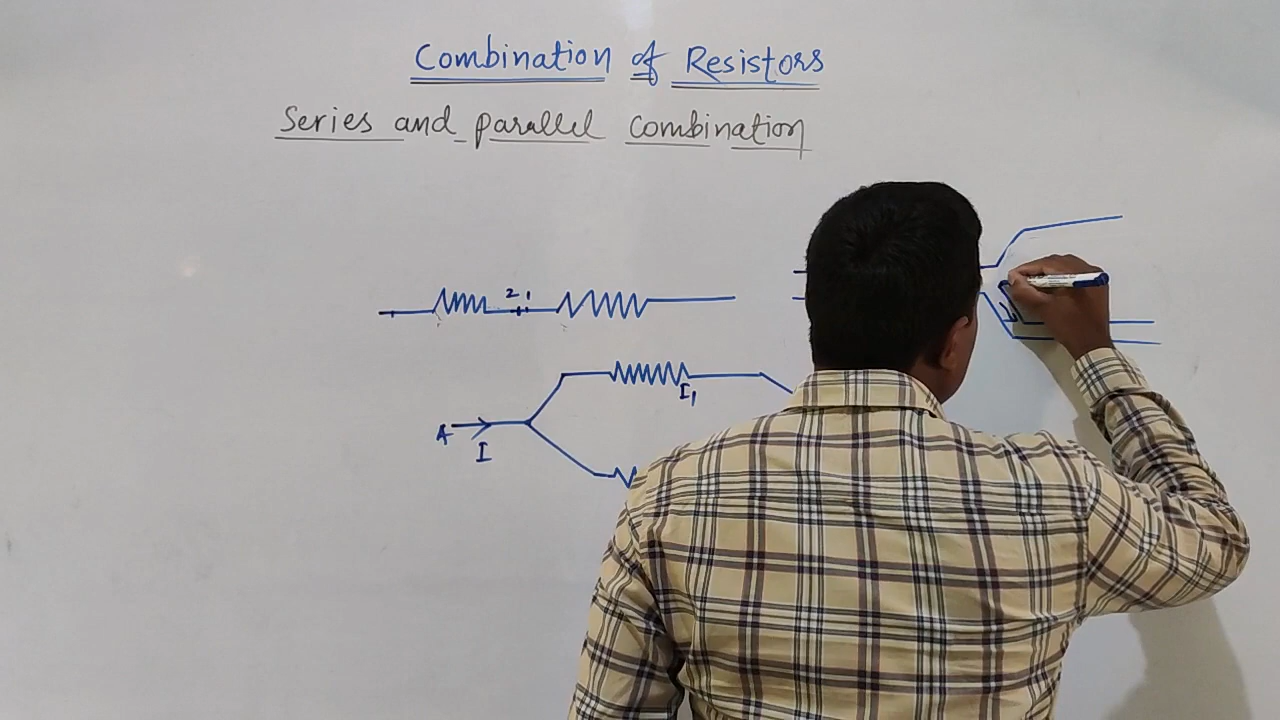 Combination of Resistors
Series and parallel Combination
2 1
I1
A
I